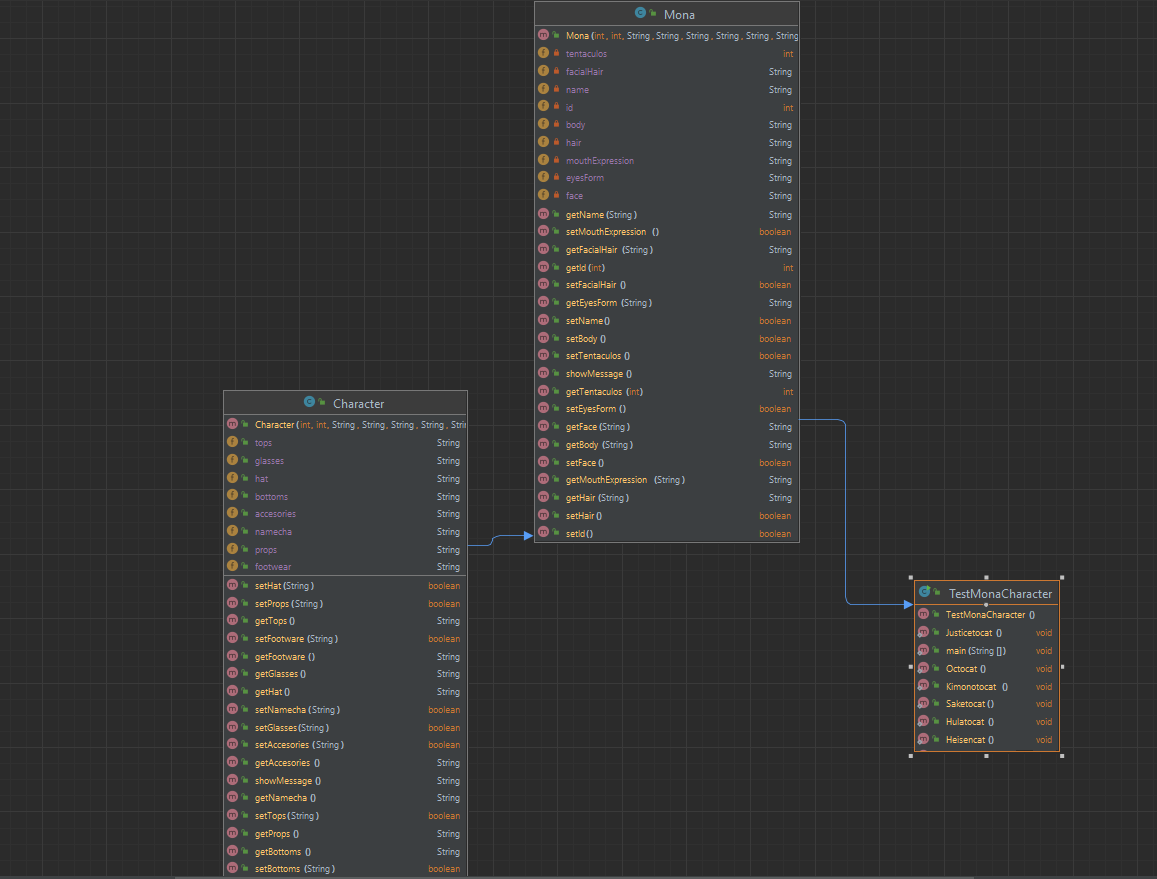 Mona
Mona (int, int, String, String, String, String, String, String
tentaculos int
facialHair String
name String
id int
body String
hair String
mouthExpression String
eyesForm String
face String
getName (String) String
setMouthExpression () boolean
getFacialHair (String) String
getId (int) int
setFacialHair () boolean
getEyesForm (String) String
setName () boolean
setBody () boolean
setTentaculos () boolean
showMessage () String
getTentaculos (int) int
setEyesForm () boolean
getFace (String) String
getBody (String) String
setFace () boolean
getMouthExpression (String) String
getHair (String) String
setHair () boolean
setId () boolean
Character
Character (int, int, String, String, String, String, Strin
tops String
glasses String
hat String
bottoms String
accesories String
namecha String
props String
footwear String
setHat (String) boolean
setProps (String) boolean
getTops () String
setFootware (String) boolean
getFootware () String
getGlasses () String
getHat () String
setNamecha (String) boolean
setGlasses (String) boolean
setAccesories (String) boolean
getAccesories () String
showMessage () String
getNamecha () String
setTops (String) boolean
getProps () String
getBottoms () String
setBottoms (String) boolean
TestMonaCharacter
TestMonaCharacter ()
Justicetocat () void
main (String []) void
Octocat () void
Kimonotocat () void
Saketocat () void
Hulatocat () void
Heisencat () void